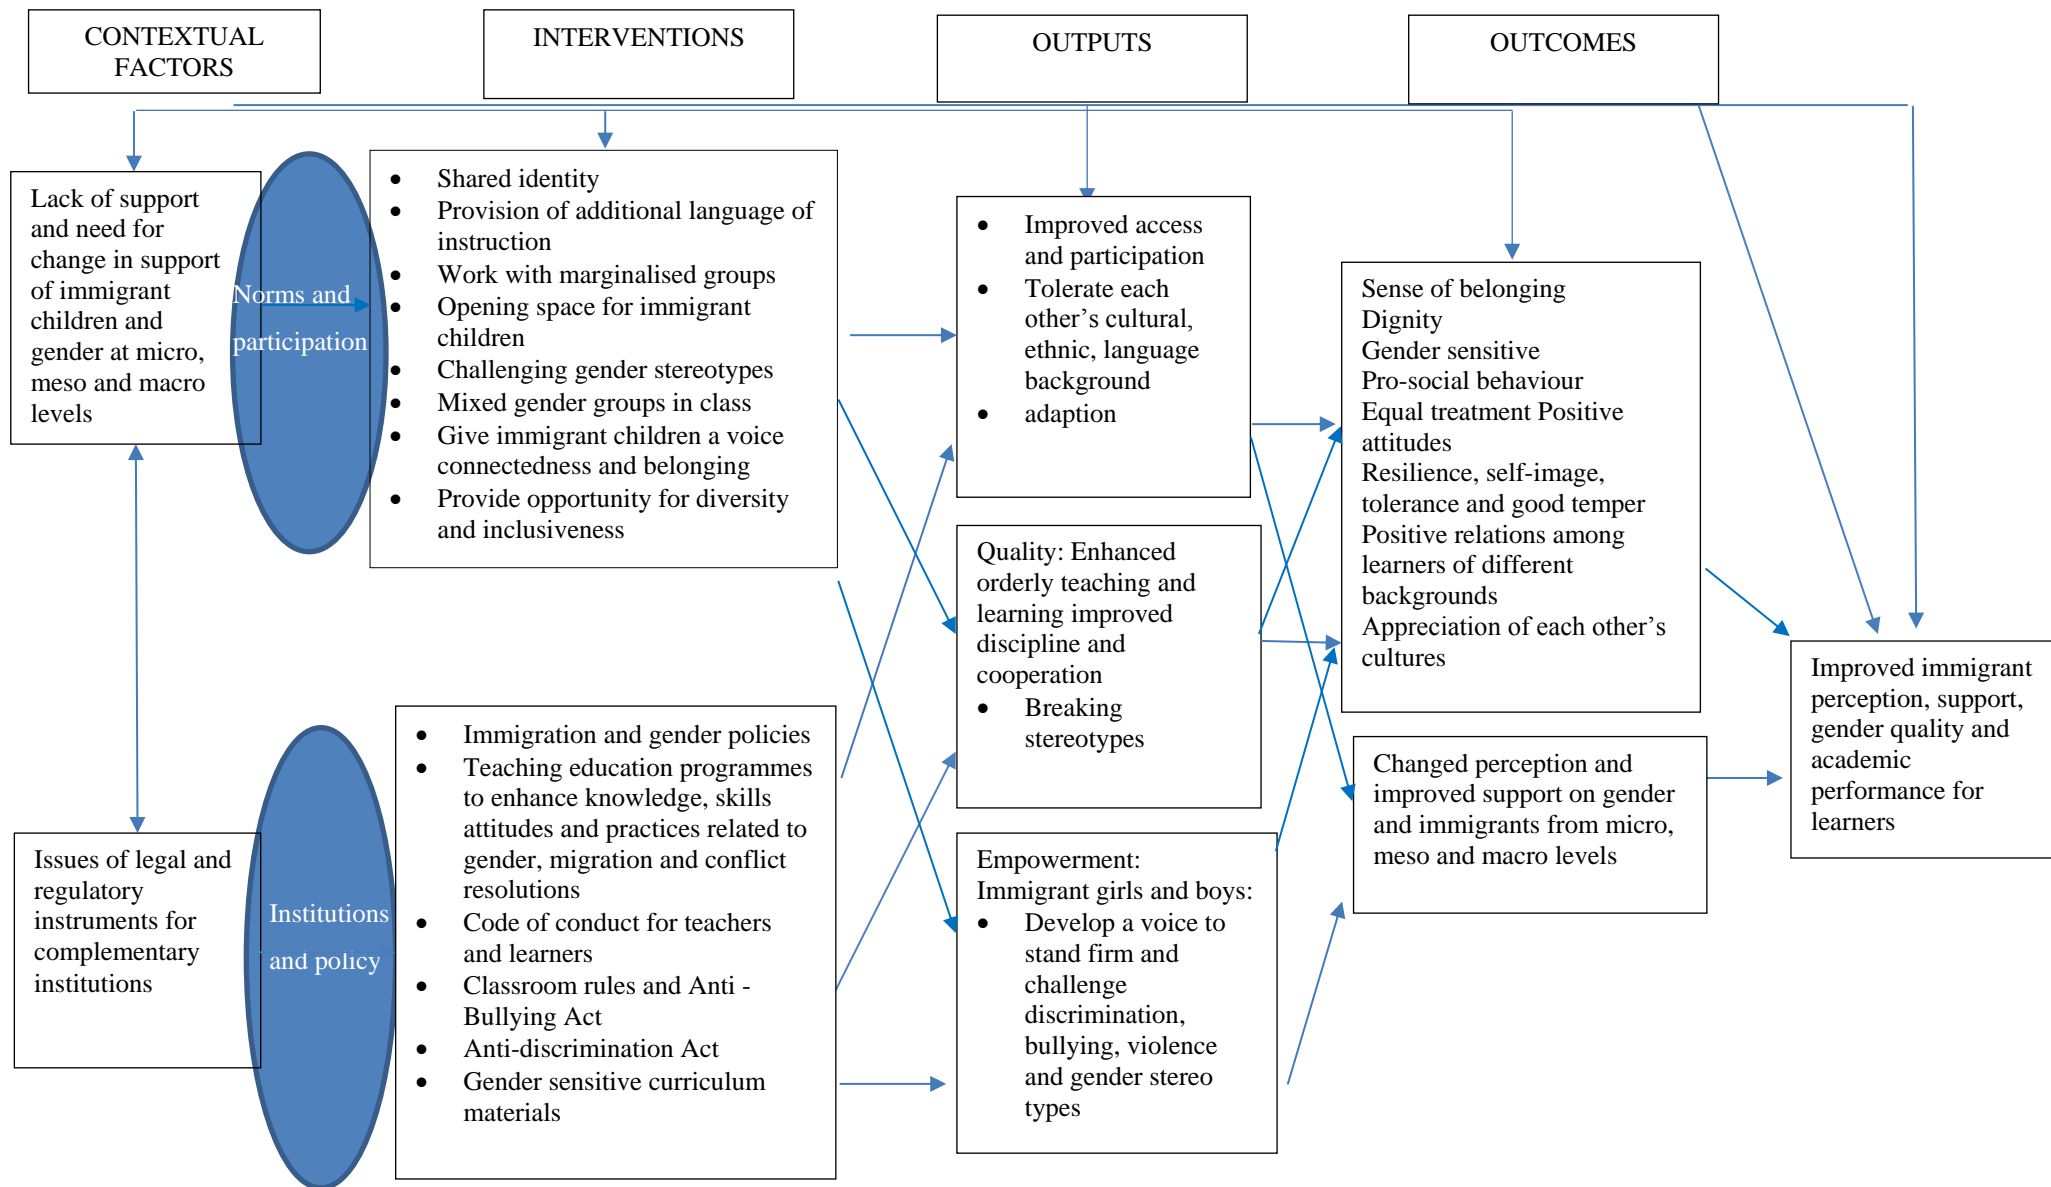 CONTEXTUAL
FACTORS
INTERVENTIONS
OUTPUTS
OUTCOMES
Lack of support
and need for
change in support
of immigrant
children and
gender at micro,
meso and macro
levels
Norms and
participation
• Shared identity
• Provision of additional language of
instruction
• Work with marginalised groups
• Opening space for immigrant
children
• Challenging gender stereotypes
• Mixed gender groups in class
• Give immigrant children a voice
connectedness and belonging
• Provide opportunity for diversity
and inclusiveness
• Improved access
and participation
• Tolerate each
other’s cultural,
ethnic, language
background
• adaption
Sense of belonging
Dignity
Gender sensitive
Pro-social behaviour
Equal treatment Positive
attitudes
Resilience, self-image,
tolerance and good temper
Positive relations among
learners of different
backgrounds
Appreciation of each other’s
cultures
Quality: Enhanced
orderly teaching and
learning improved
discipline and
cooperation
• Breaking
stereotypes
Improved immigrant
perception, support,
gender quality and
academic
performance for
learners
Issues of legal and
regulatory
instruments for
complementary
institutions
Institutions
and policy
• Immigration and gender policies
• Teaching education programmes
to enhance knowledge, skills
attitudes and practices related to
gender, migration and conflict
resolutions
• Code of conduct for teachers
and learners
• Classroom rules and Anti -
Bullying Act
• Anti-discrimination Act
• Gender sensitive curriculum
materials
Empowerment:
Immigrant girls and boys:
• Develop a voice to
stand firm and
challenge
discrimination,
bullying, violence
and gender stereo
types
Changed perception and
improved support on gender
and immigrants from micro,
meso and macro levels